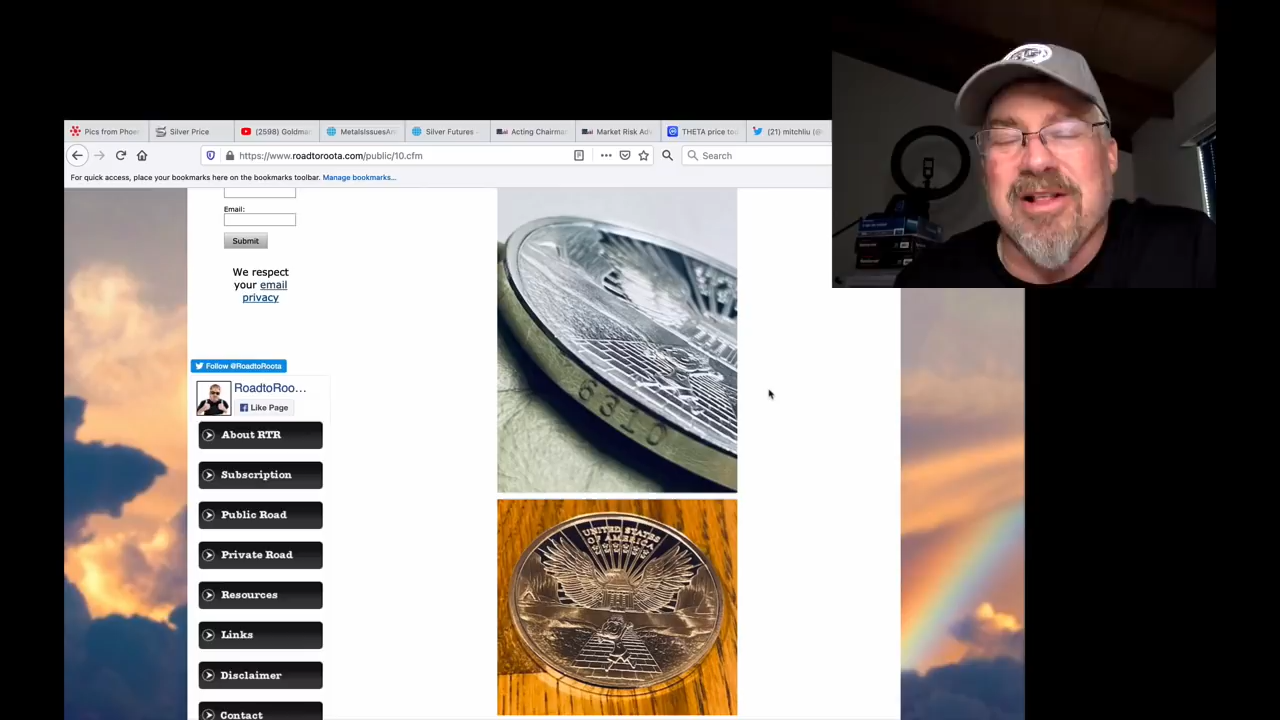 Pics from Phoe
Silver Price
(2598) Goldma
MetalsIssuesAn
Silver Futures
Acting Chairma
Market Risk Ad
THETA price to
(21) mitchliu (@
https://www.roadtoroota.com/public/10.cfm
Search
For quick access, place your bookmarks here on the bookmarks toolbar. Manage bookmarks...
Email:
Submit
We respect
your email
privacy
Follow @RoadtoRoota
RoadtoRoo...
Like Page
About RTR
Subscription
Public Road
Private Road
Resources
Links
Disclaimer
Contact
6310
UNITED STATES
OF AMERICA